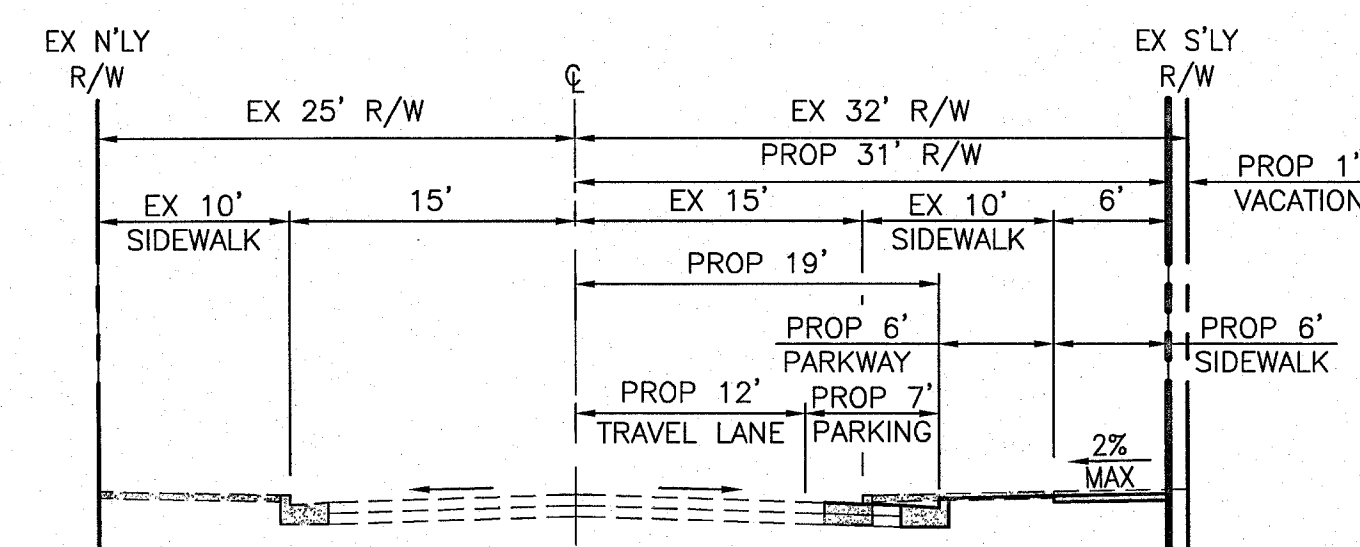 EX N'LY
R/W
℄
EX S'LY
R/W
EX 25' R/W
EX 32' R/W
PROP 31' R/W
PROP 1'
VACATION
EX 10'
SIDEWALK
15'
EX 15'
EX 10'
SIDEWALK
6'
PROP 19'
PROP 6'
PARKWAY
PROP 6'
SIDEWALK
PROP 12'
TRAVEL LANE
PROP 7'
PARKING
2%
MAX